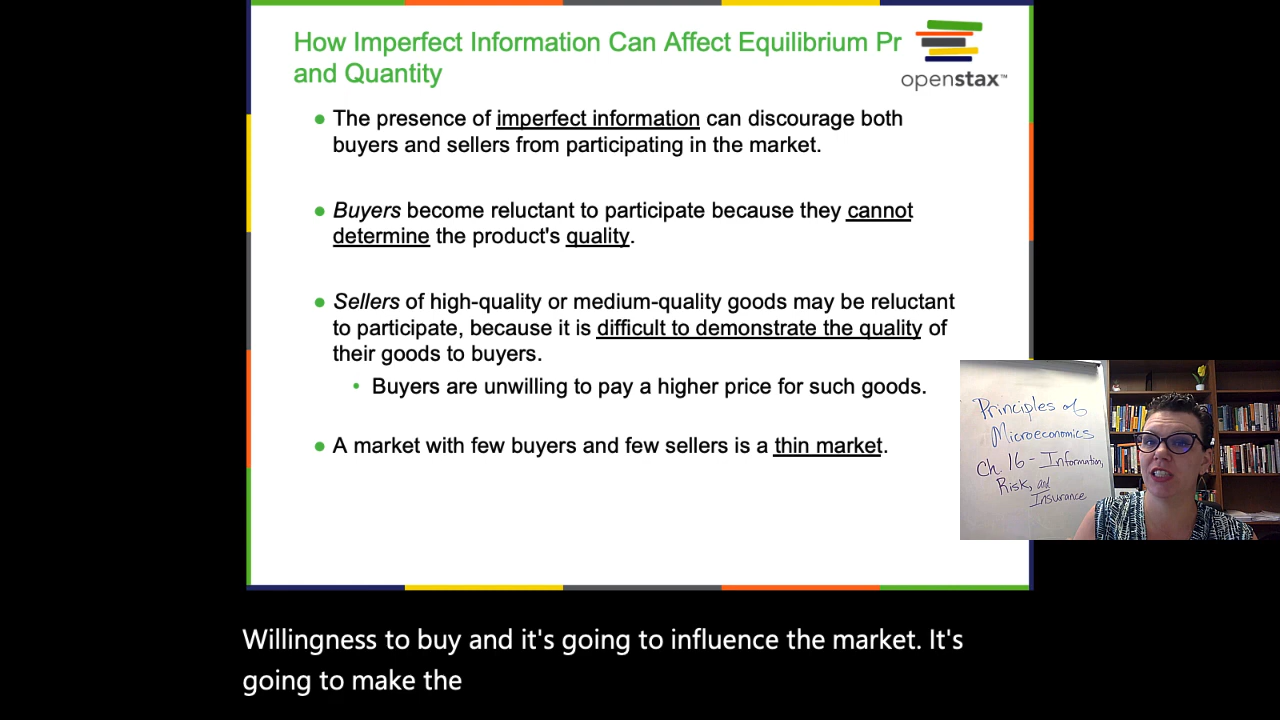 How Imperfect Information Can Affect Equilibrium Pr
and Quantity
openstax™
• The presence of imperfect information can discourage both
buyers and sellers from participating in the market.
• Buyers become reluctant to participate because they cannot
determine the product's quality.
• Sellers of high-quality or medium-quality goods may be reluctant
to participate, because it is difficult to demonstrate the quality of
their goods to buyers.
• Buyers are unwilling to pay a higher price for such goods.
• A market with few buyers and few sellers is a thin market.
Principles of
Microeconomics
Ch. 16 - Information,
Risk, and
Insurance
Willingness to buy and it's going to influence the market. It's
going to make the